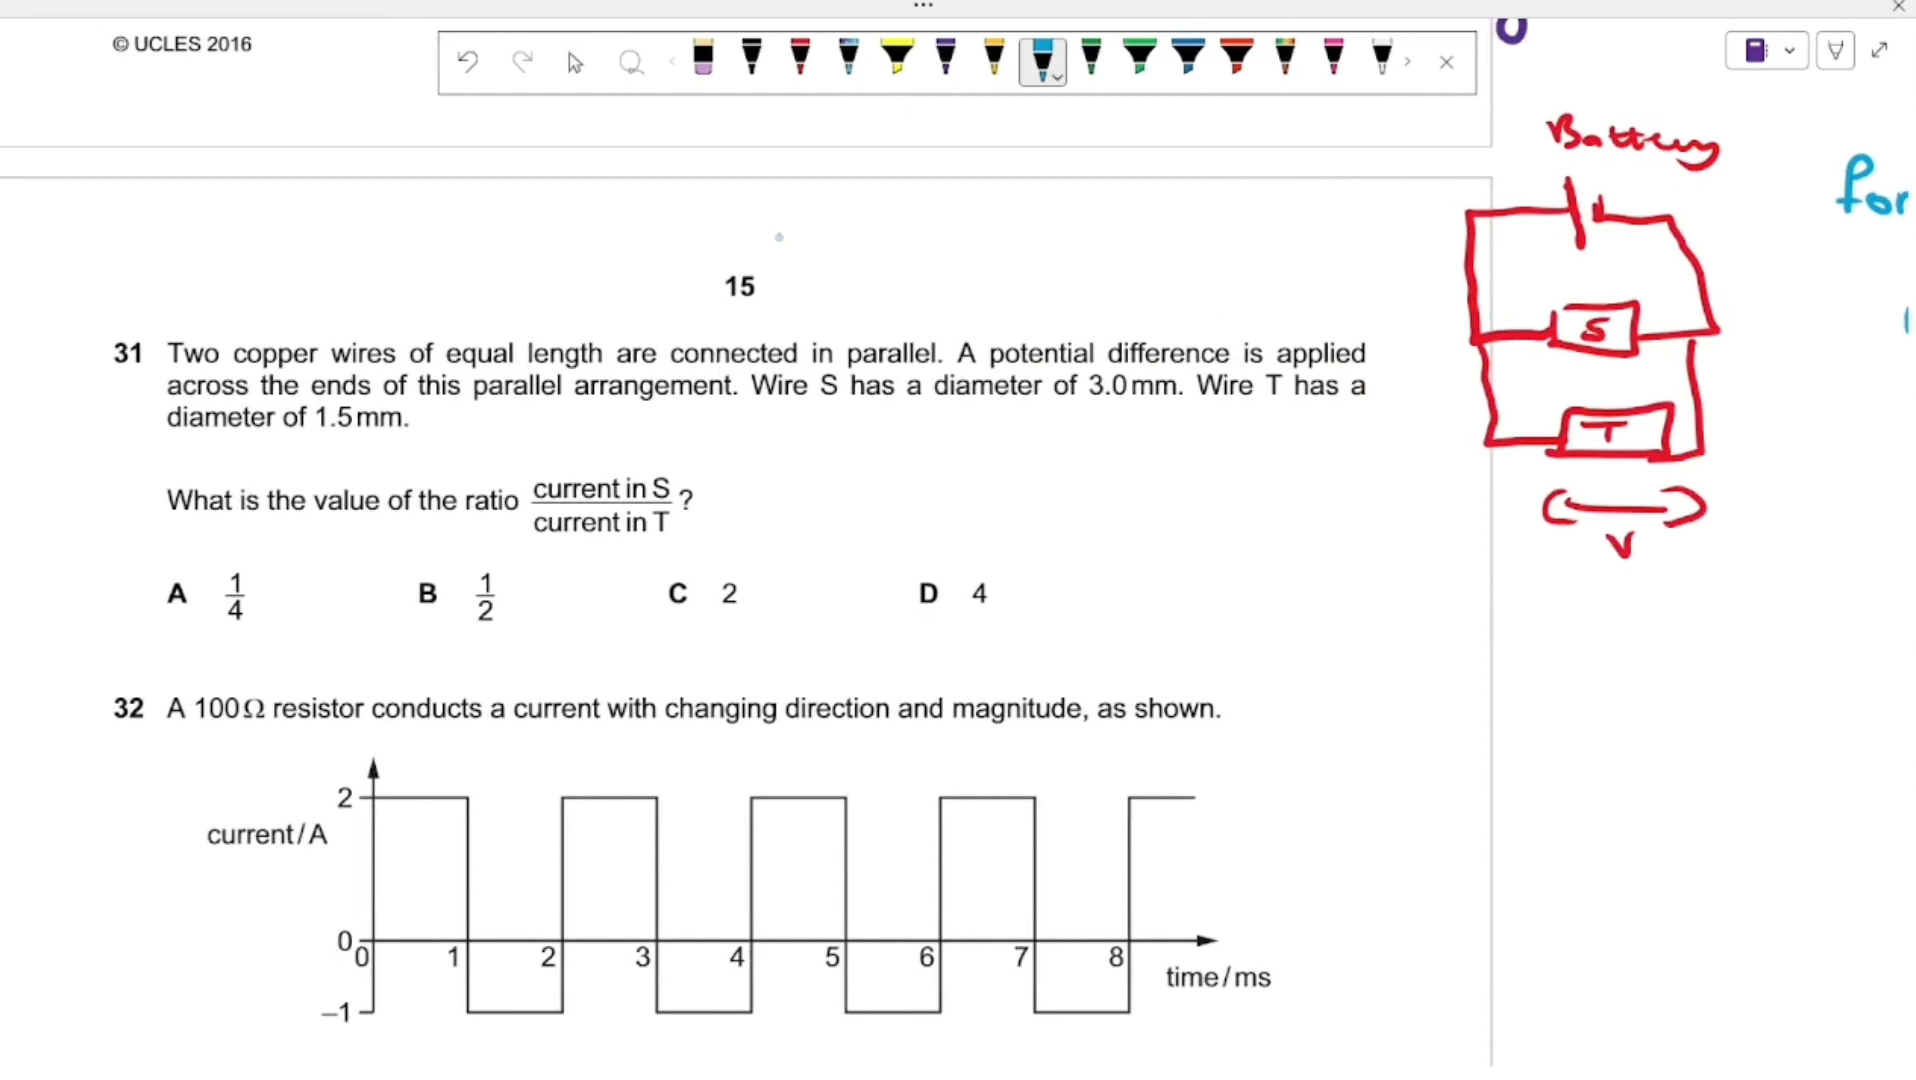 © UCLES 2016
Battery
for
S
T
V
15
31 Two copper wires of equal length are connected in parallel. A potential difference is applied
across the ends of this parallel arrangement. Wire S has a diameter of 3.0 mm. Wire T has a
diameter of 1.5 mm.
What is the value of the ratio current in S / current in T ?
A 1/4 B 1/2 C 2 D 4
32 A 100 Ω resistor conducts a current with changing direction and magnitude, as shown.
2
current / A
0
0 1 2 3 4 5 6 7 8
time / ms
–1